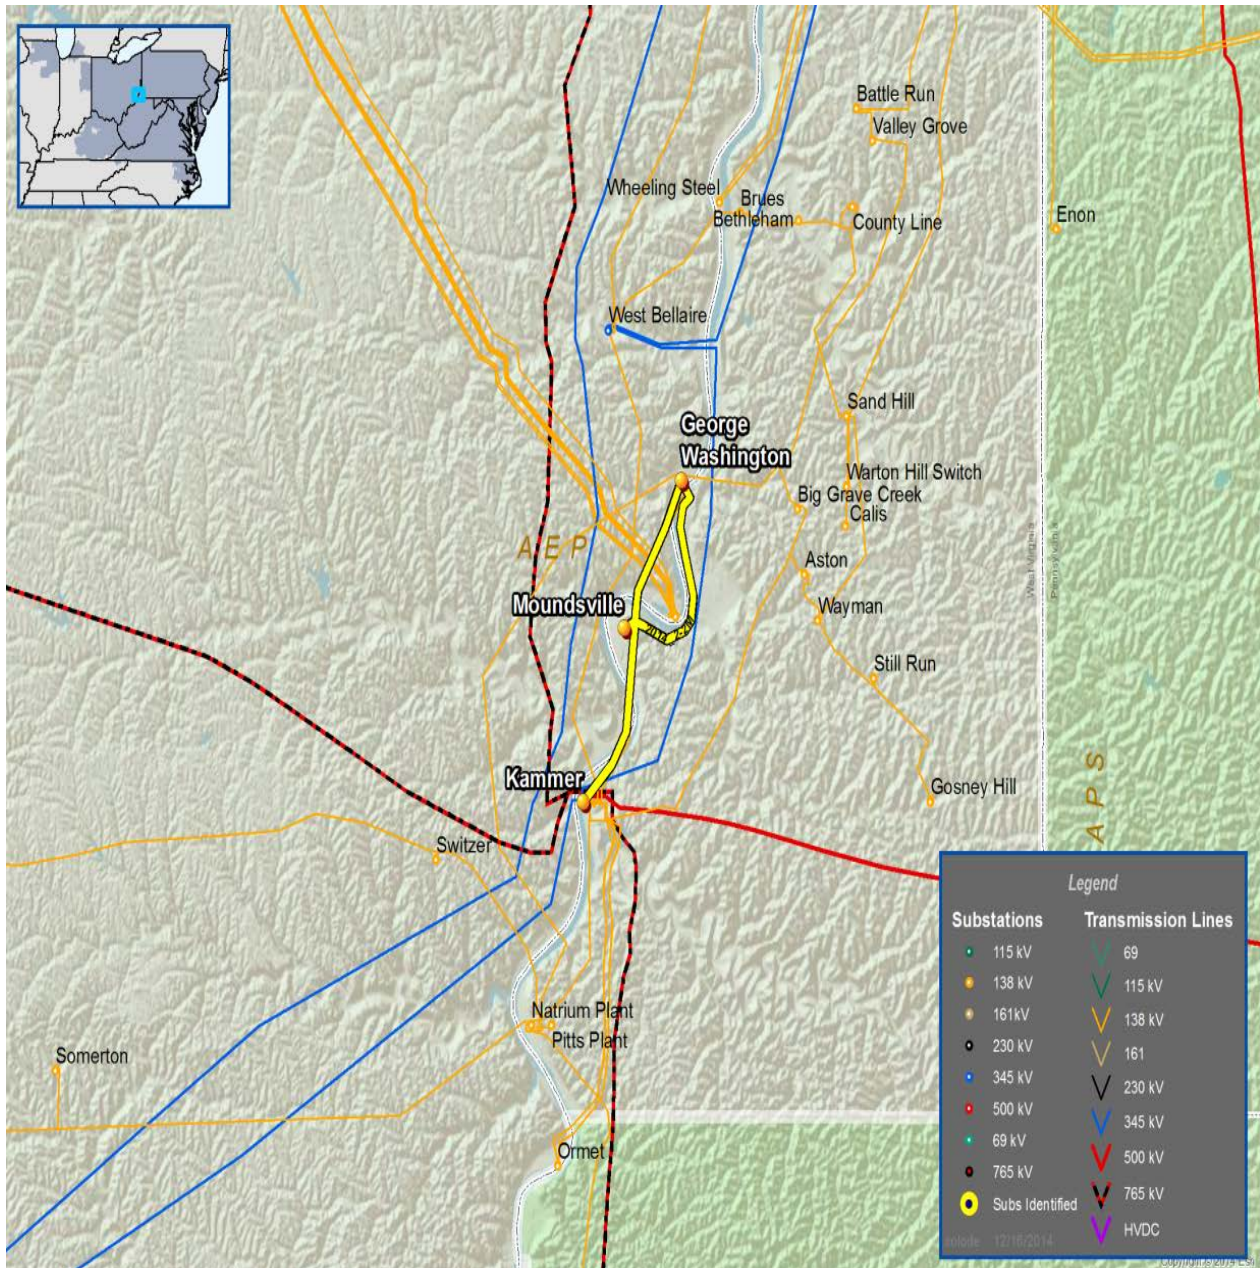 Battle Run
Valley Grove
Wheeling Steel
Brues
Bethleham
County Line
Enon
West Bellaire
Sand Hill
George
Washington
Warton Hill Switch
Big Grave Creek
Calis
AEP
West Virginia
Pennsylvania
Aston
Moundsville
Wayman
Still Run
APS
Kammer
Gosney Hill
Switzer
Natrium Plant
Pitts Plant
Somerton
Ormet
Legend
Substations
115 kV
138 kV
161kV
230 kV
345 kV
500 kV
69 kV
765 kV
Subs Identified
Transmission Lines
69
115 kV
138 kV
161
230 kV
345 kV
500 kV
765 kV
HVDC
12/16/2014